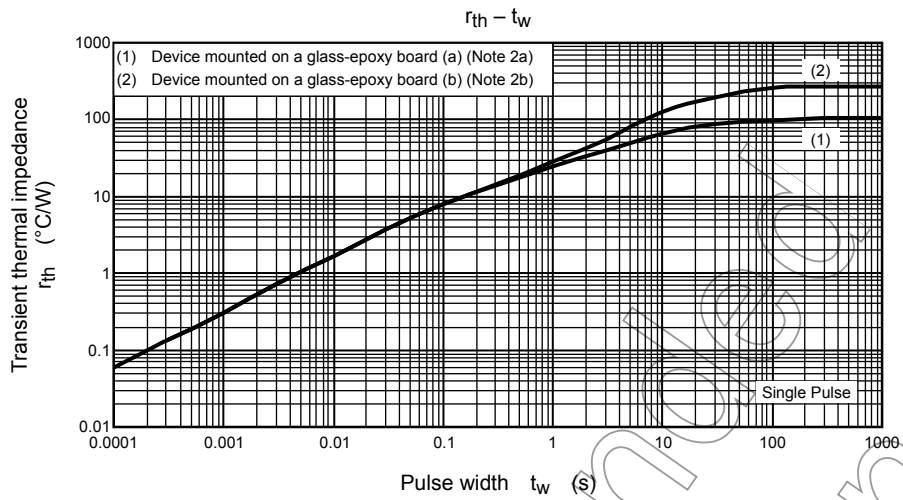 rth – tw
(1) Device mounted on a glass-epoxy board (a) (Note 2a)
(2) Device mounted on a glass-epoxy board (b) (Note 2b)
Transient thermal impedance
rth (°C/W)
1000
100
10
1
0.1
0.01
(2)
(1)
Single Pulse
0.0001
0.001
0.01
0.1
1
10
100
1000
Pulse width tw (s)